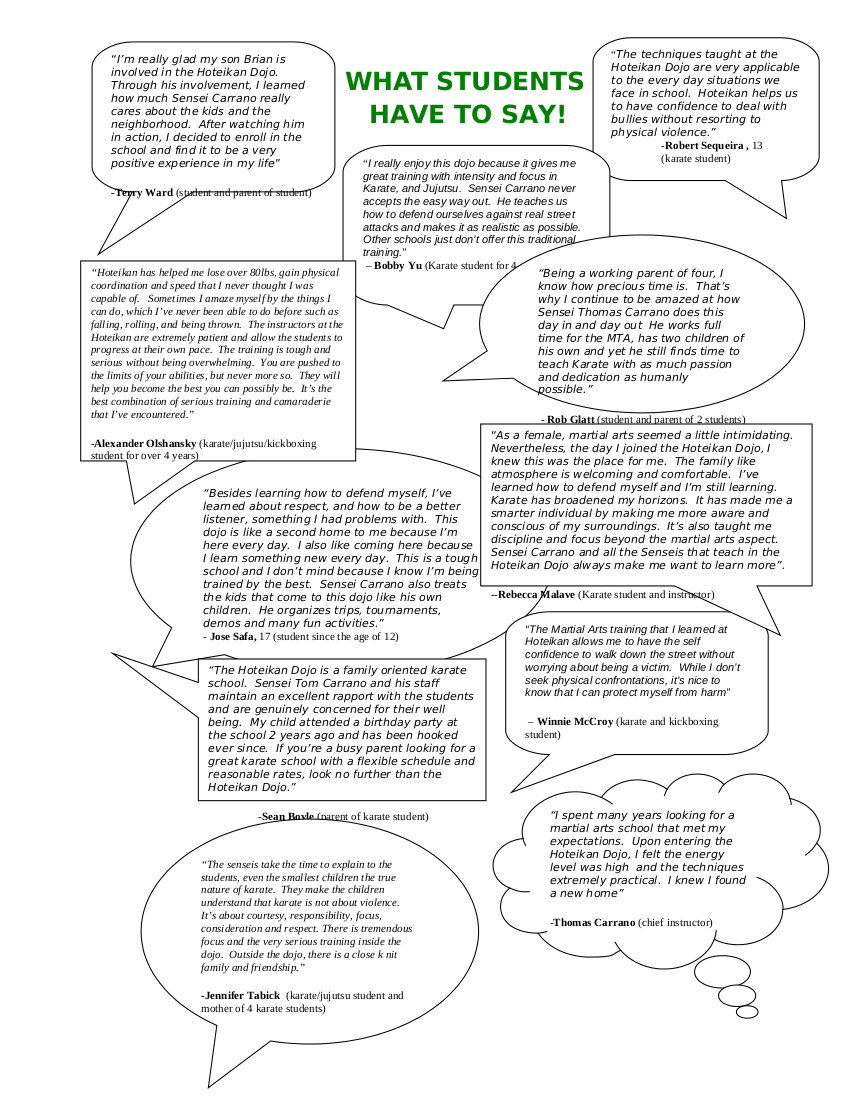 WHAT STUDENTS
HAVE TO SAY!
“I’m really glad my son Brian is
involved in the Hoteikan Dojo.
Through his involvement, I learned
how much Sensei Carrano really
cares about the kids and the
neighborhood.  After watching him
in action, I decided to enroll in the
school and find it to be a very
positive experience in my life”
-Terry Ward (student and parent of student)
“The techniques taught at the
Hoteikan Dojo are very applicable
to the every day situations we
face in school.  Hoteikan helps us
to have confidence to deal with
bullies without resorting to
physical violence.”
-Robert Sequeira , 13
(karate student)
“I really enjoy this dojo because it gives me
great training with intensity and focus in
Karate, and Jujutsu.  Sensei Carrano never
accepts the easy way out.  He teaches us
how to defend ourselves against real street
attacks and makes it as realistic as possible.
Other schools just don’t offer this traditional
training.”
– Bobby Yu (Karate student for 4
“Hoteikan has helped me lose over 80lbs, gain physical
coordination and speed that I never thought I was
capable of.  Sometimes I amaze myself by the things I
can do, which I’ve never been able to do before such as
falling, rolling, and being thrown.  The instructors at the
Hoteikan are extremely patient and allow the students to
progress at their own pace.  The training is tough and
serious without being overwhelming.  You are pushed to
the limits of your abilities, but never more so.  They will
help you become the best you can possibly be.  It’s the
best combination of serious training and camaraderie
that I’ve encountered.”
-Alexander Olshansky (karate/jujutsu/kickboxing
student for over 4 years)
“Being a working parent of four, I
know how precious time is.  That’s
why I continue to be amazed at how
Sensei Thomas Carrano does this
day in and day out  He works full
time for the MTA, has two children of
his own and yet he still finds time to
teach Karate with as much passion
and dedication as humanly
possible.”
- Rob Glatt (student and parent of 2 students)
“As a female, martial arts seemed a little intimidating.
Nevertheless, the day I joined the Hoteikan Dojo, I
knew this was the place for me.  The family like
atmosphere is welcoming and comfortable.  I’ve
learned how to defend myself and I’m still learning.
Karate has broadened my horizons.  It has made me a
smarter individual by making me more aware and
conscious of my surroundings.  It’s also taught me
discipline and focus beyond the martial arts aspect.
Sensei Carrano and all the Senseis that teach in the
Hoteikan Dojo always make me want to learn more”.
--Rebecca Malave (Karate student and instructor)
“Besides learning how to defend myself, I’ve
learned about respect, and how to be a better
listener, something I had problems with.  This
dojo is like a second home to me because I’m
here every day.  I also like coming here because
I learn something new every day.  This is a tough
school and I don’t mind because I know I’m being
trained by the best.  Sensei Carrano also treats
the kids that come to this dojo like his own
children.  He organizes trips, tournaments,
demos and many fun activities.”
- Jose Safa, 17 (student since the age of 12)
“The Martial Arts training that I learned at
Hoteikan allows me to have the self
confidence to walk down the street without
worrying about being a victim.  While I don’t
seek physical confrontations, it’s nice to
know that I can protect myself from harm”
– Winnie McCroy (karate and kickboxing
student)
“The Hoteikan Dojo is a family oriented karate
school.  Sensei Tom Carrano and his staff
maintain an excellent rapport with the students
and are genuinely concerned for their well
being.  My child attended a birthday party at
the school 2 years ago and has been hooked
ever since.  If you’re a busy parent looking for a
great karate school with a flexible schedule and
reasonable rates, look no further than the
Hoteikan Dojo.”
-Sean Boyle (parent of karate student)
“I spent many years looking for a
martial arts school that met my
expectations.  Upon entering the
Hoteikan Dojo, I felt the energy
level was high  and the techniques
extremely practical.  I knew I found
a new home”
-Thomas Carrano (chief instructor)
“The senseis take the time to explain to the
students, even the smallest children the true
nature of karate.  They make the children
understand that karate is not about violence.
It’s about courtesy, responsibility, focus,
consideration and respect. There is tremendous
focus and the very serious training inside the
dojo.  Outside the dojo, there is a close k nit
family and friendship.”
-Jennifer Tabick  (karate/jujutsu student and
mother of 4 karate students)